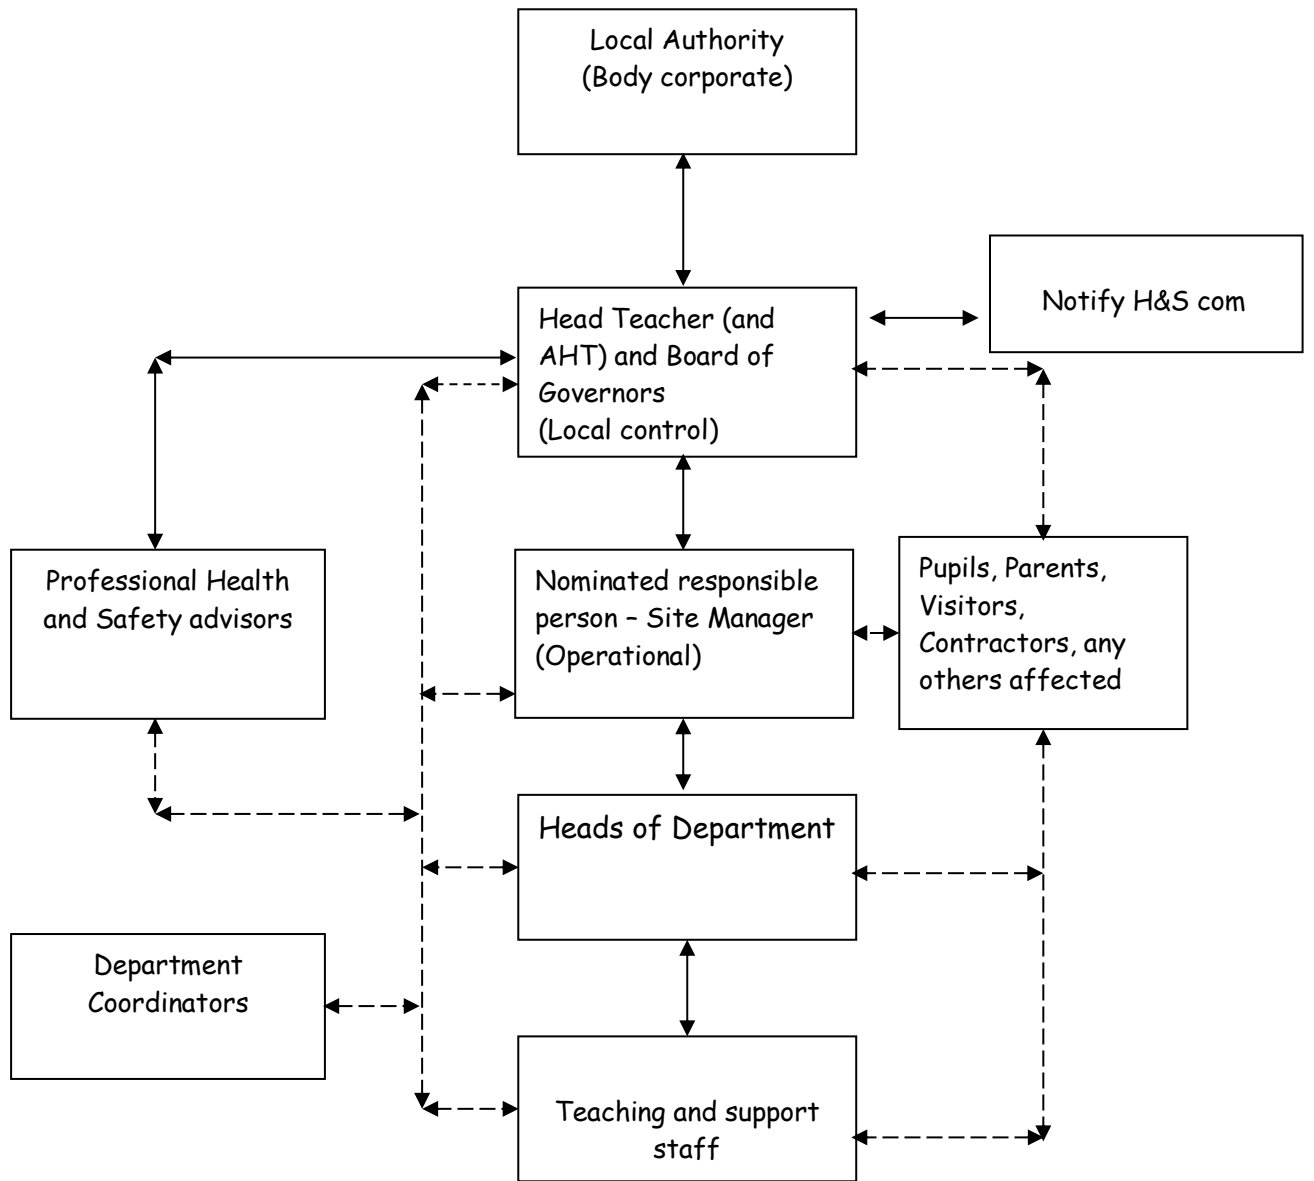 Local Authority
(Body corporate)
Notify H&S com
Head Teacher (and
AHT) and Board of
Governors
(Local control)
Professional Health
and Safety advisors
Nominated responsible
person – Site Manager
(Operational)
Pupils, Parents,
Visitors,
Contractors, any
others affected
Heads of Department
Department
Coordinators
Teaching and support
staff